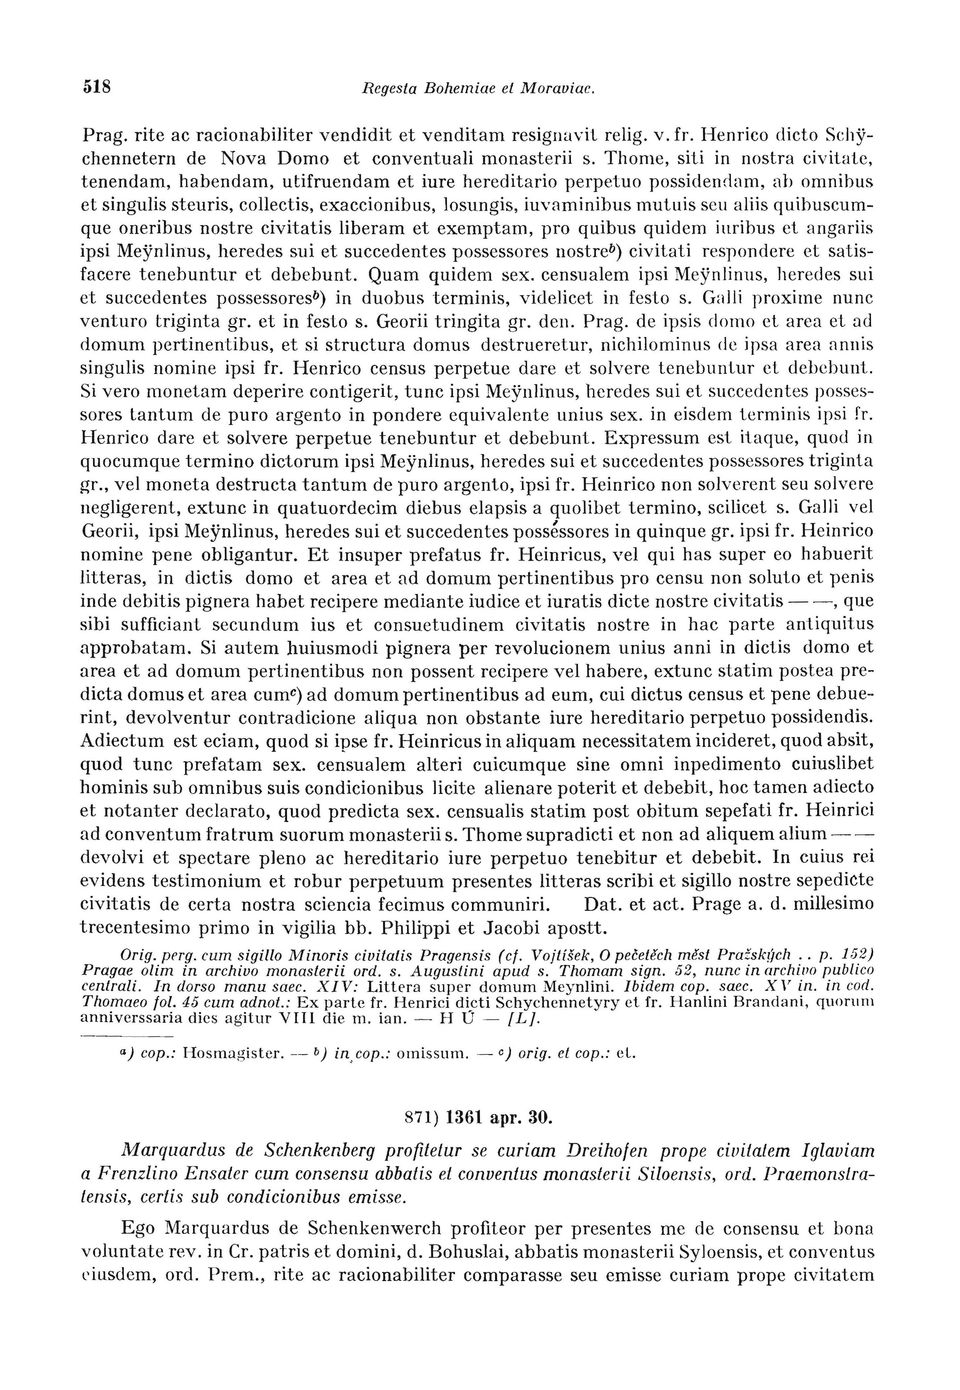 518 Regesta Bohemiae et Moraviae.
Prag. rite ac racionabiliter vendidit et venditam resignavit relig. v. fr. Henrico dicto Schÿ-
chennetern de Nova Domo et conventuali monasterii s. Thome, siti in nostra civitate,
tenendam, habendam, utifruendam et iure hereditario perpetuo possidendam, ab omnibus
et singulis steuris, collectis, exaccionibus, losungis, iuvaminibus mutuis seu aliis quibuscum-
que oneribus nostre civitatis liberam et exemptam, pro quibus quidem iuribus et angariis
ipsi Meÿnlinus, heredes sui et succedentes possessores nostreᵇ) civitati respondere et satis-
facere tenebuntur et debebunt. Quam quidem sex. censualem ipsi Meÿnlinus, heredes sui
et succedentes possessoresᵇ) in duobus terminis, videlicet in festo s. Galli proxime nunc
venturo triginta gr. et in festo s. Georii tringita gr. den. Prag. de ipsis domo et area et ad
domum pertinentibus, et si structura domus destrueretur, nichilominus de ipsa area annis
singulis nomine ipsi fr. Henrico census perpetue dare et solvere tenebuntur et debebunt.
Si vero monetam deperire contigerit, tunc ipsi Meÿnlinus, heredes sui et succedentes posses-
sores tantum de puro argento in pondere equivalente unius sex. in eisdem terminis ipsi fr.
Henrico dare et solvere perpetue tenebuntur et debebunt. Expressum est itaque, quod in
quocumque termino dictorum ipsi Meÿnlinus, heredes sui et succedentes possessores triginta
gr., vel moneta destructa tantum de puro argento, ipsi fr. Heinrico non solverent seu solvere
negligerent, extunc in quatuordecim diebus elapsis a quolibet termino, scilicet s. Galli vel
Georii, ipsi Meÿnlinus, heredes sui et succedentes posséssores in quinque gr. ipsi fr. Heinrico
nomine pene obligantur. Et insuper prefatus fr. Heinricus, vel qui has super eo habuerit
litteras, in dictis domo et area et ad domum pertinentibus pro censu non soluto et penis
inde debitis pignera habet recipere mediante iudice et iuratis dicte nostre civitatis — —, que
sibi sufficiant secundum ius et consuetudinem civitatis nostre in hac parte antiquitus
approbatam. Si autem huiusmodi pignera per revolucionem unius anni in dictis domo et
area et ad domum pertinentibus non possent recipere vel habere, extunc statim postea pre-
dicta domus et area cumᶜ) ad domum pertinentibus ad eum, cui dictus census et pene debue-
rint, devolventur contradicione aliqua non obstante iure hereditario perpetuo possidendis.
Adiectum est eciam, quod si ipse fr. Heinricus in aliquam necessitatem incideret, quod absit,
quod tunc prefatam sex. censualem alteri cuicumque sine omni inpedimento cuiuslibet
hominis sub omnibus suis condicionibus licite alienare poterit et debebit, hoc tamen adiecto
et notanter declarato, quod predicta sex. censualis statim post obitum sepefati fr. Heinrici
ad conventum fratrum suorum monasterii s. Thome supradicti et non ad aliquem alium — —
devolvi et spectare pleno ac hereditario iure perpetuo tenebitur et debebit. In cuius rei
evidens testimonium et robur perpetuum presentes litteras scribi et sigillo nostre sepedicte
civitatis de certa nostra sciencia fecimus communiri. Dat. et act. Prage a. d. millesimo
trecentesimo primo in vigilia bb. Philippi et Jacobi apostt.
Orig. perg. cum sigillo Minoris civitatis Pragensis (cf. Vojtíšek, O pečetěch měst Pražských . . p. 152)
Pragae olim in archivo monasterii ord. s. Augustini apud s. Thomam sign. 52, nunc in archivo publico
centrali. In dorso manu saec. XIV: Littera super domum Meynlini. Ibidem cop. saec. XV in. in cod.
Thomaeo fol. 45 cum adnot.: Ex parte fr. Henrici dicti Schychennetyry et fr. Hanlini Brandani, quorum
anniverssaria dies agitur VIII die m. ian. — H Ú — [L].
ᵃ) cop.: Hosmagister. — ᵇ) in cop.: omissum. — ᶜ) orig. et cop.: et.
871) 1361 apr. 30.
Marquardus de Schenkenberg profitetur se curiam Dreihofen prope civitatem Iglaviam
a Frenzlino Ensater cum consensu abbatis et conventus monasterii Siloensis, ord. Praemonstra-
tensis, certis sub condicionibus emisse.
Ego Marquardus de Schenkenwerch profiteor per presentes me de consensu et bona
voluntate rev. in Cr. patris et domini, d. Bohuslai, abbatis monasterii Syloensis, et conventus
eiusdem, ord. Prem., rite ac racionabiliter comparasse seu emisse curiam prope civitatem